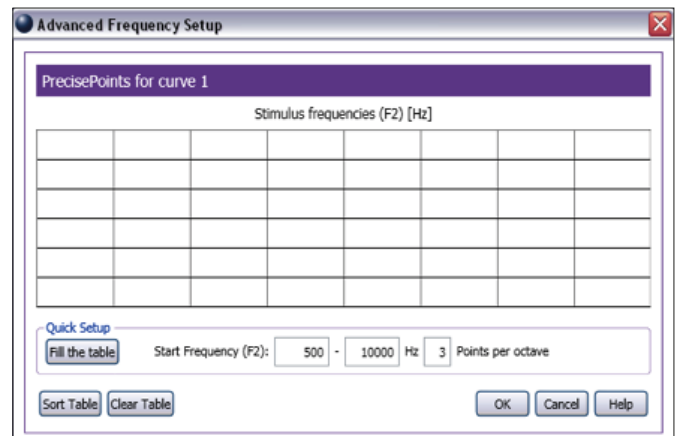 Advanced Frequency Setup
PrecisePoints for curve 1
Stimulus frequencies (F2) [Hz]
Quick Setup
Fill the table Start Frequency (F2): 500 - 10000 Hz 3 Points per octave
Sort Table Clear Table OK Cancel Help